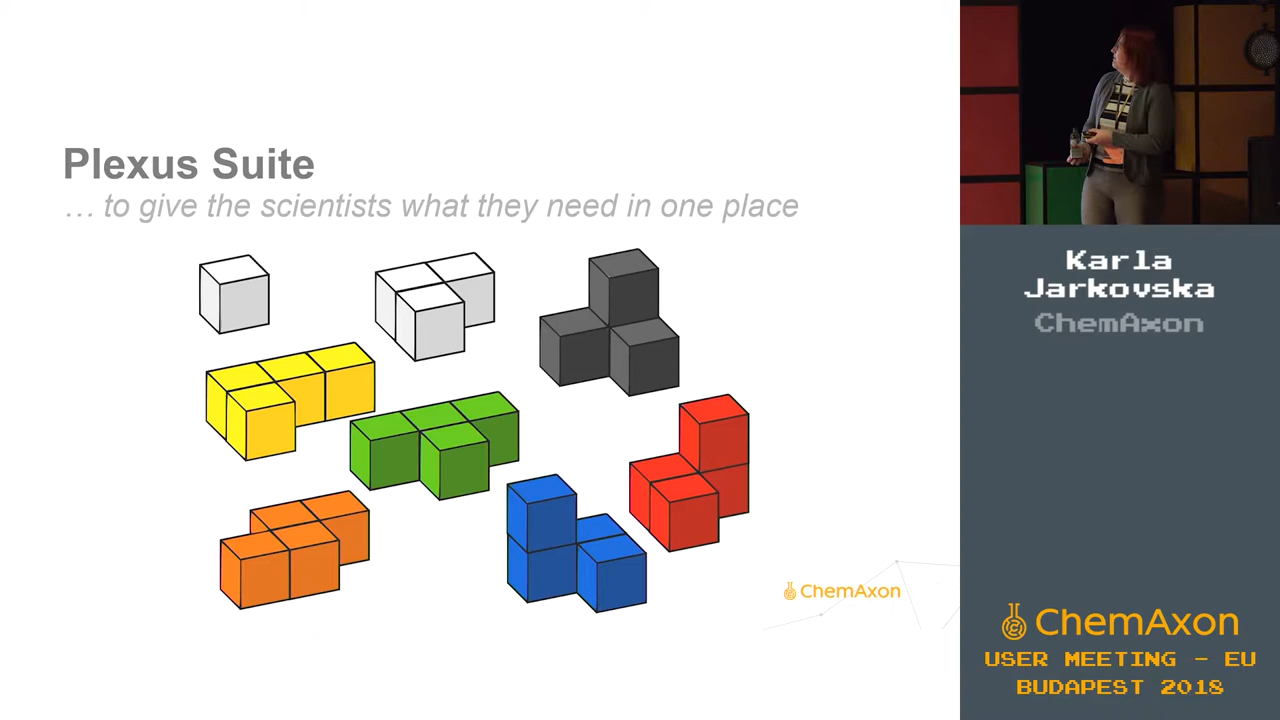 Plexus Suite
… to give the scientists what they need in one place
ChemAxon
Karla
Jarkovska
ChemAxon
ChemAxon
USER MEETING - EU
BUDAPEST 2018